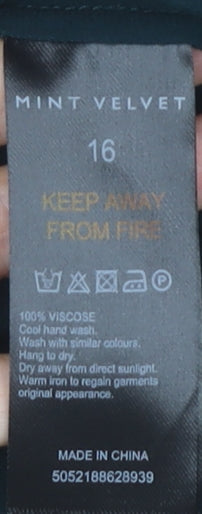 MINT VELVET
16
KEEP AWAY
FROM FIRE
P
100% VISCOSE
Cool hand wash.
Wash with similar colours.
Hang to dry.
Dry away from direct sunlight.
Warm iron to regain garments
original appearance.
MADE IN CHINA
5052188628939